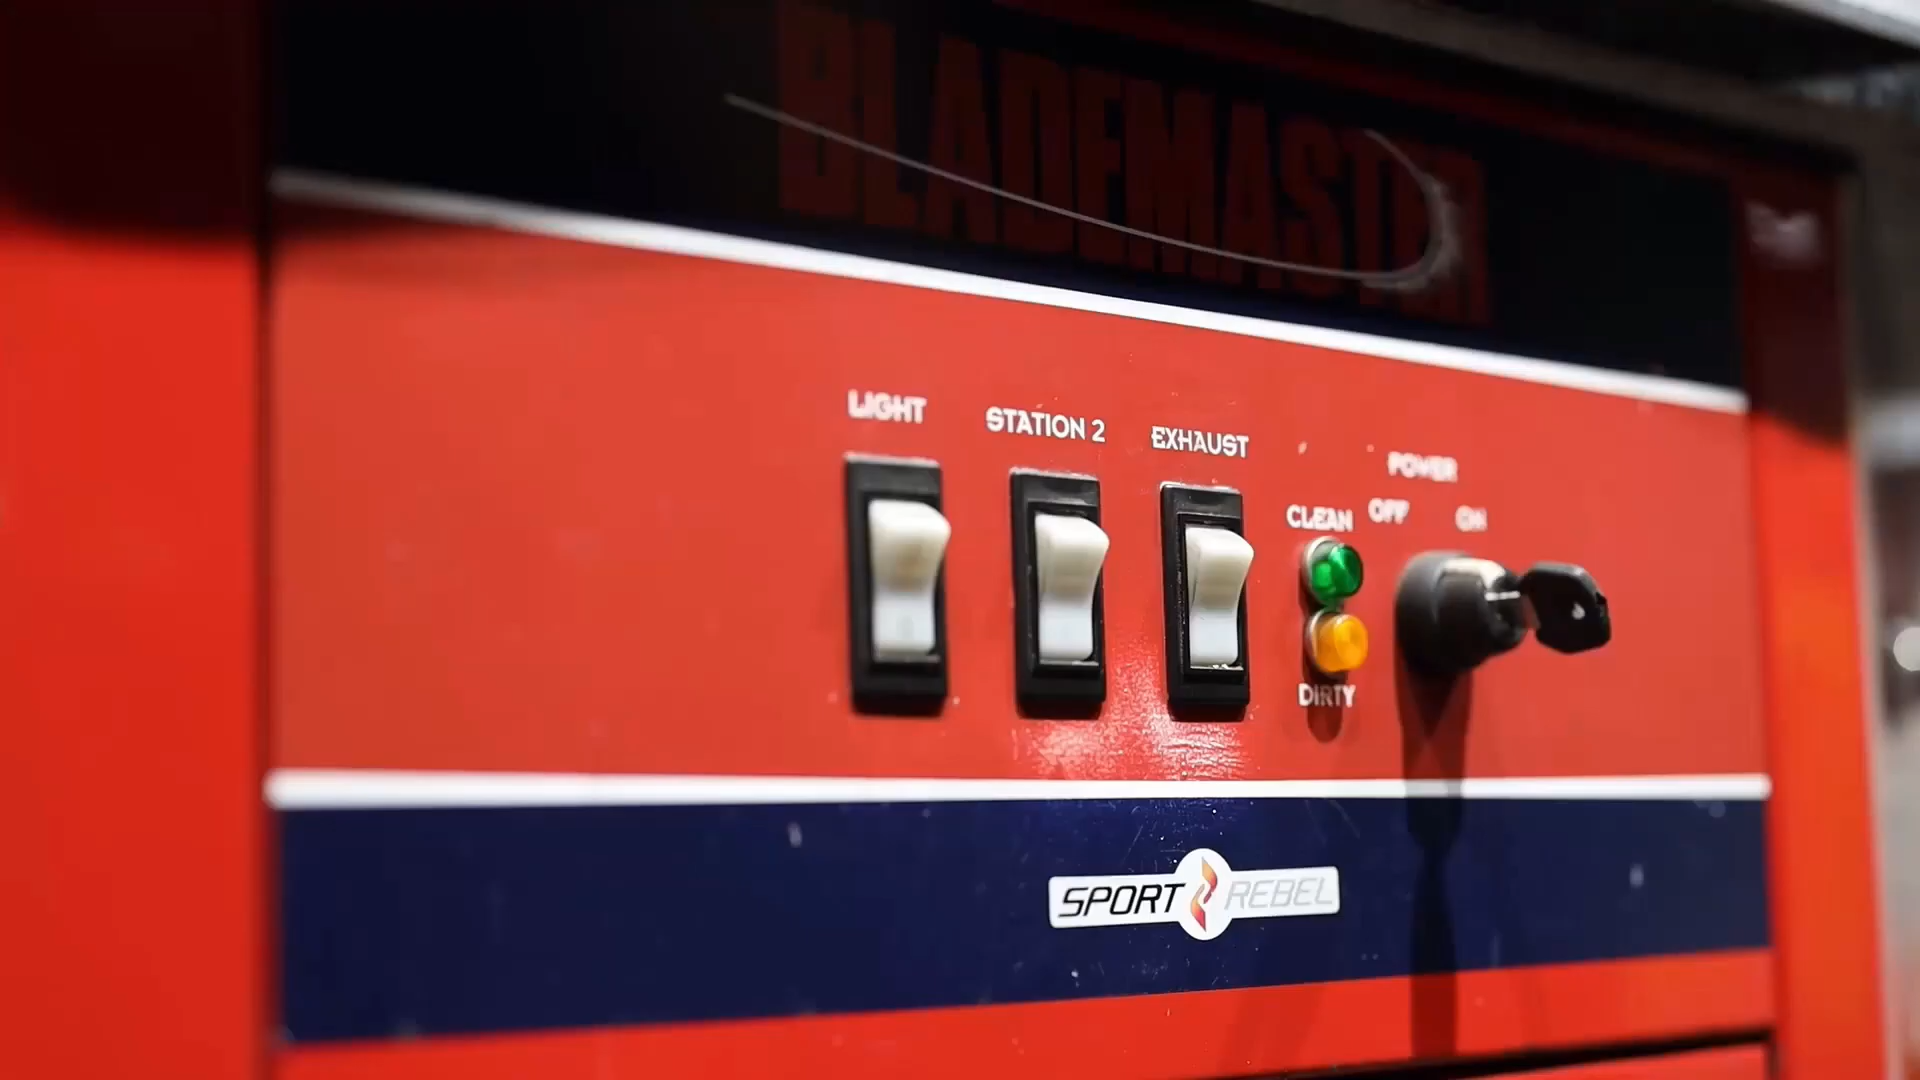 BLADEMASTER
LIGHT
STATION 2
EXHAUST
POWER
OFF ON
CLEAN
DIRTY
SPORT REBEL